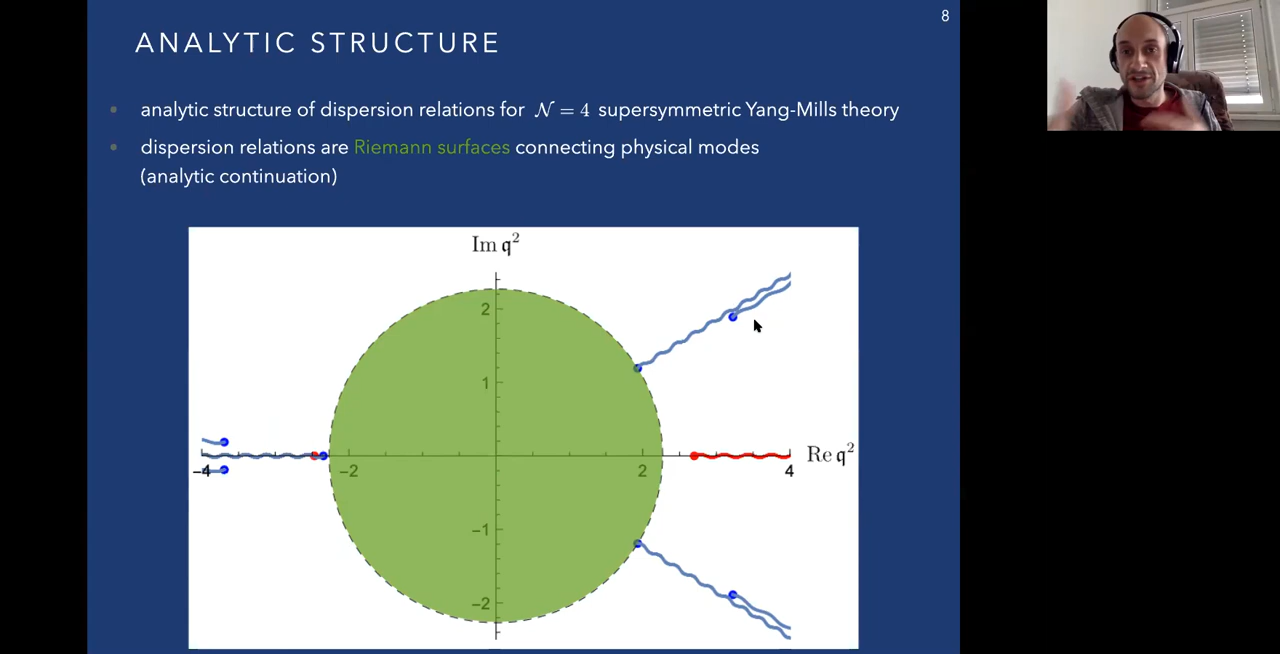 8
ANALYTIC STRUCTURE
analytic structure of dispersion relations for 𝒩 = 4 supersymmetric Yang-Mills theory
dispersion relations are Riemann surfaces connecting physical modes
(analytic continuation)
Im 𝔮²
2
1
-4
-2
2
4
Re 𝔮²
-1
-2